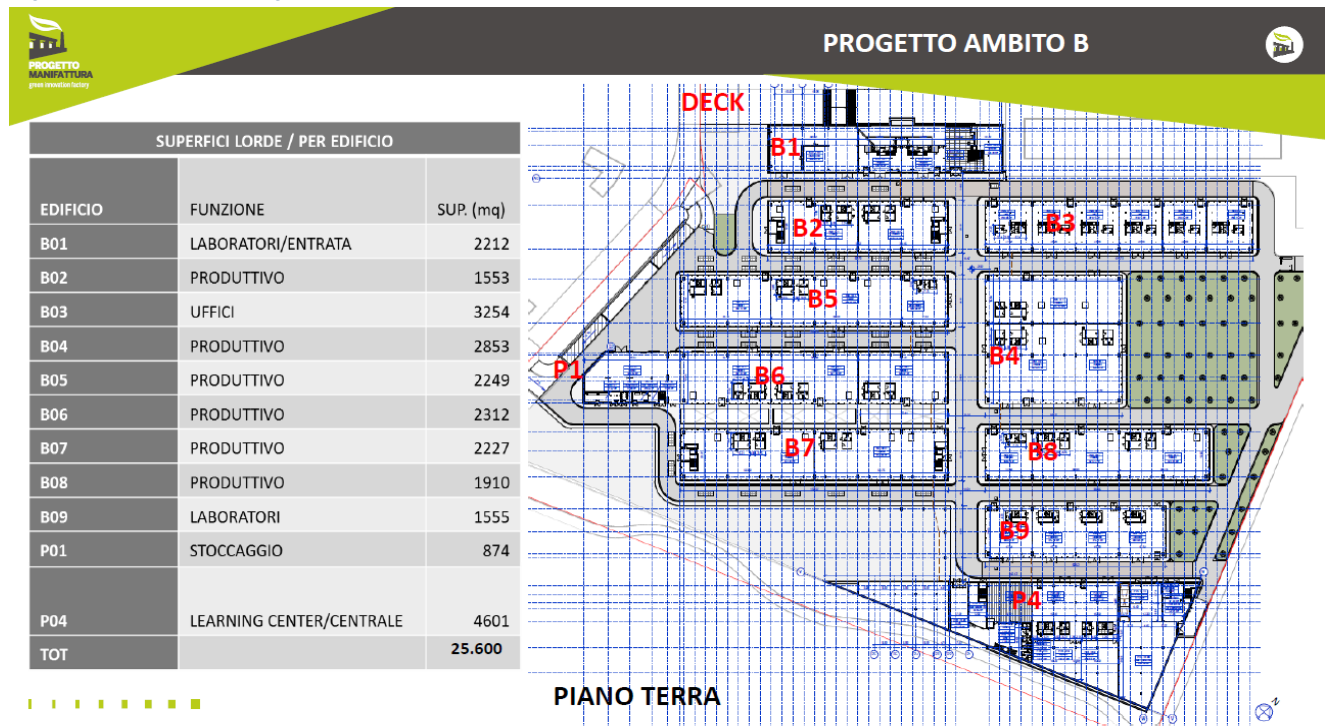 PROGETTO
MANIFATTURA
green innovation factory
PROGETTO AMBITO B
SUPERFICI LORDE / PER EDIFICIO
EDIFICIO FUNZIONE SUP. (mq)
B01 LABORATORI/ENTRATA 2212
B02 PRODUTTIVO 1553
B03 UFFICI 3254
B04 PRODUTTIVO 2853
B05 PRODUTTIVO 2249
B06 PRODUTTIVO 2312
B07 PRODUTTIVO 2227
B08 PRODUTTIVO 1910
B09 LABORATORI 1555
P01 STOCCAGGIO 874
P04 LEARNING CENTER/CENTRALE 4601
TOT 25.600
DECK
B1
B2
B3
B5
B4
P1
B6
B7
B8
B9
P4
PIANO TERRA
N